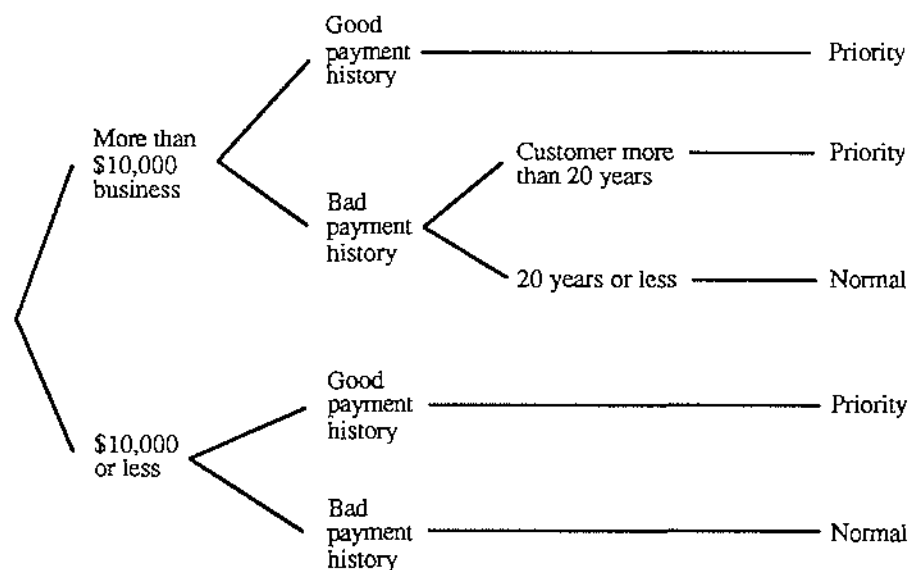 Good
payment
history
Priority
More than
$10,000
business
Customer more
than 20 years
Priority
Bad
payment
history
20 years or less
Normal
Good
payment
history
Priority
$10,000
or less
Bad
payment
history
Normal